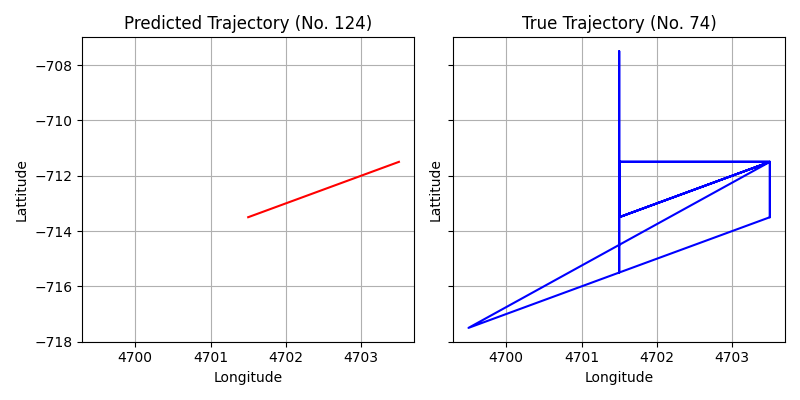 Predicted Trajectory (No. 124)
True Trajectory (No. 74)
−708
−710
−712
−714
−716
−718
Lattitude
Lattitude
4700
4701
4702
4703
4700
4701
4702
4703
Longitude
Longitude